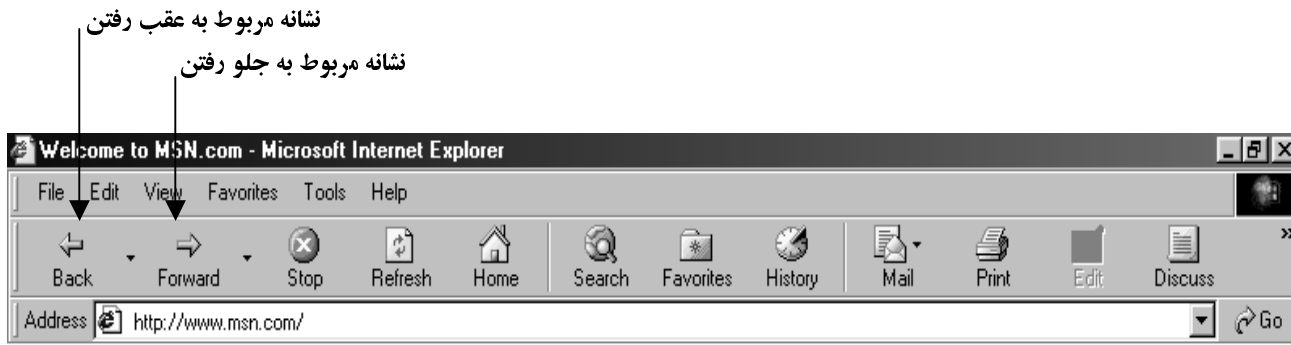 نشانه مربوط به عقب رفتن
نشانه مربوط به جلو رفتن
Welcome to MSN.com - Microsoft Internet Explorer
File Edit View Favorites Tools Help
Back Forward Stop Refresh Home Search Favorites History Mail Print Edit Discuss »
Address http://www.msn.com/ Go